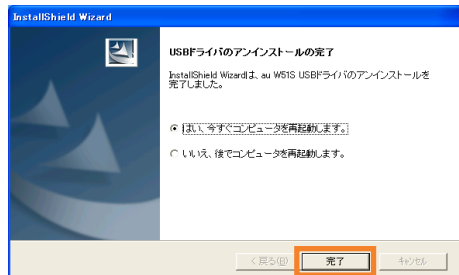 InstallShield Wizard
USBドライバのアンインストールの完了
InstallShield Wizardは、au W51S USBドライバのアンインストールを
完了しました。
はい、今すぐコンピュータを再起動します。
いいえ、後でコンピュータを再起動します。
< 戻る(B)
完了
キャンセル